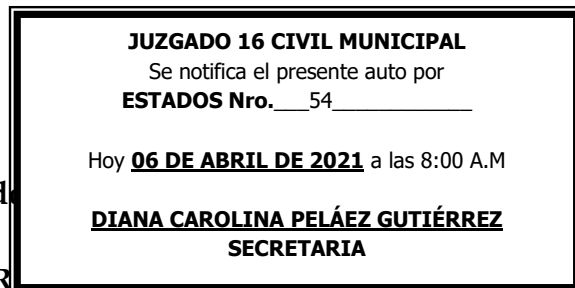 JUZGADO 16 CIVIL MUNICIPAL
Se notifica el presente auto por
ESTADOS Nro.___54____________
Hoy 06 DE ABRIL DE 2021 a las 8:00 A.M
DIANA CAROLINA PELÁEZ GUTIÉRREZ
SECRETARIA